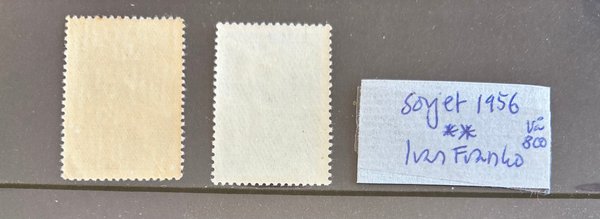 Sovjet 1956
** Vä 800
Ivan Franko